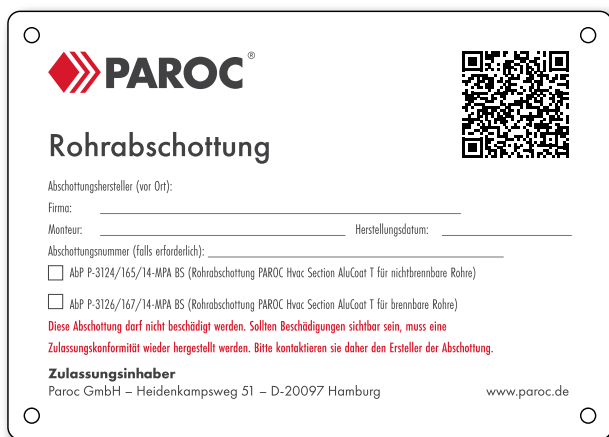 PAROC®
Rohrabschottung
Abschottungshersteller (vor Ort):
Firma:
Monteur: Herstellungsdatum:
Abschottungsnummer (falls erforderlich):
AbP P-3124/165/14-MPA BS (Rohrabschottung PAROC Hvac Section AluCoat T für nichtbrennbare Rohre)
AbP P-3126/167/14-MPA BS (Rohrabschottung PAROC Hvac Section AluCoat T für brennbare Rohre)
Diese Abschottung darf nicht beschädigt werden. Sollten Beschädigungen sichtbar sein, muss eine
Zulassungskonformität wieder hergestellt werden. Bitte kontaktieren sie daher den Ersteller der Abschottung.
Zulassungsinhaber
Paroc GmbH – Heidenkampsweg 51 – D-20097 Hamburg www.paroc.de